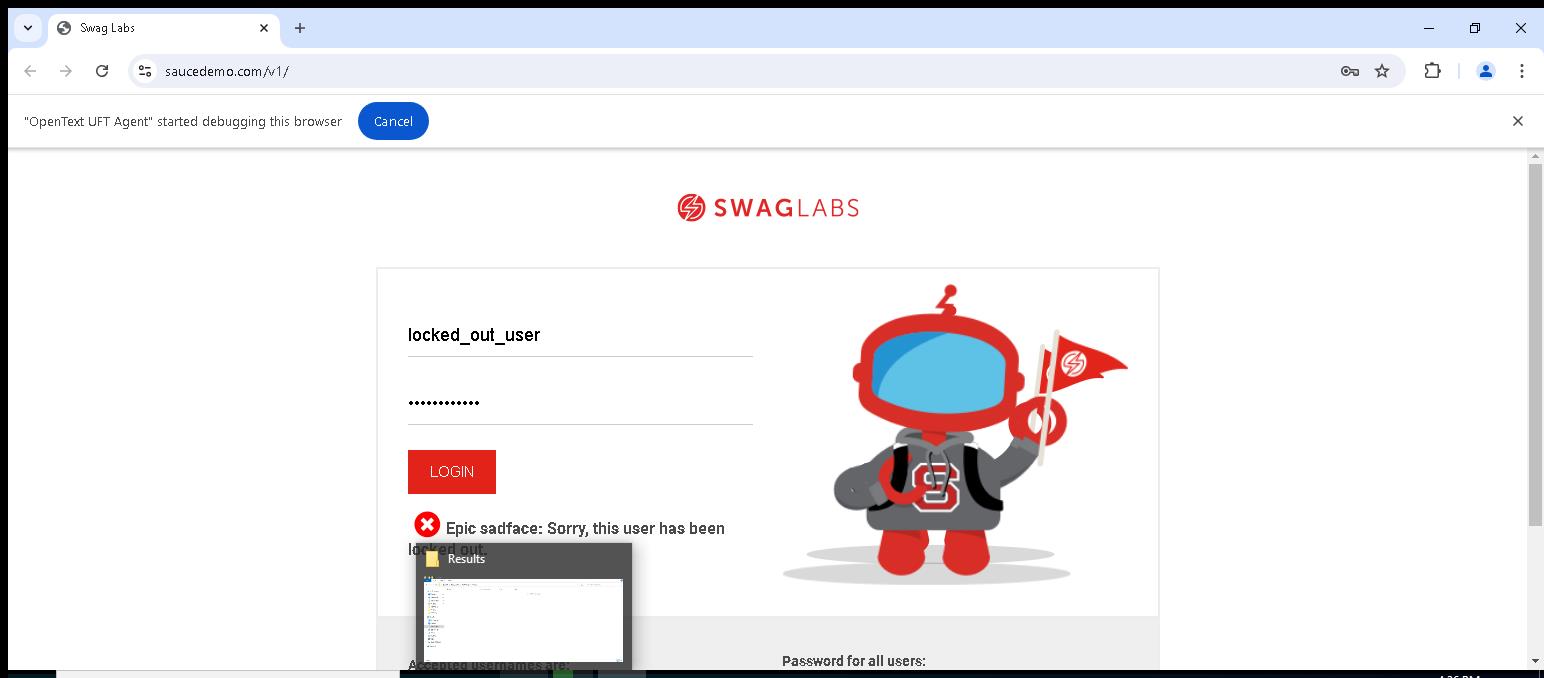 Swag Labs
saucedemo.com/v1/
"OpenText UFT Agent" started debugging this browser
Cancel
SWAGLABS
locked_out_user
••••••••••••
LOGIN
Epic sadface: Sorry, this user has been
locked out.
Results
Accepted usernames are:
Password for all users: